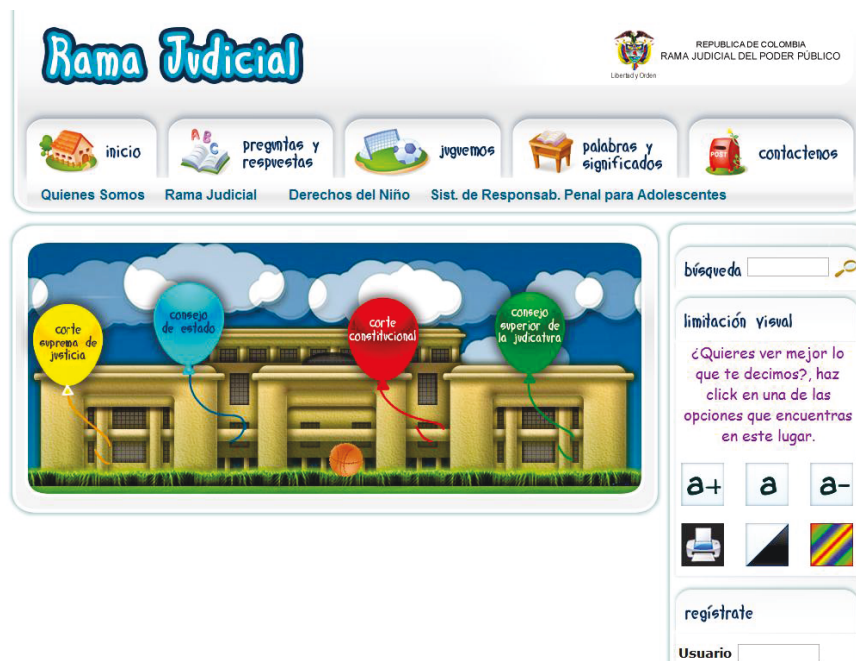 Rama Judicial
REPUBLICA DE COLOMBIA
RAMA JUDICIAL DEL PODER PÚBLICO
Libertad y Orden
inicio
ABC
preguntas y
respuestas
juguemos
palabras y
significados
POST
contactenos
Quienes Somos
Rama Judicial
Derechos del Niño
Sist. de Responsab. Penal para Adolescentes
corte
suprema de
justicia
consejo
de estado
corte
constitucional
consejo
superior de
la judicatura
búsqueda
limitación visual
¿Quieres ver mejor lo
que te decimos?, haz
click en una de las
opciones que encuentras
en este lugar.
a+
a
a-
regístrate
Usuario